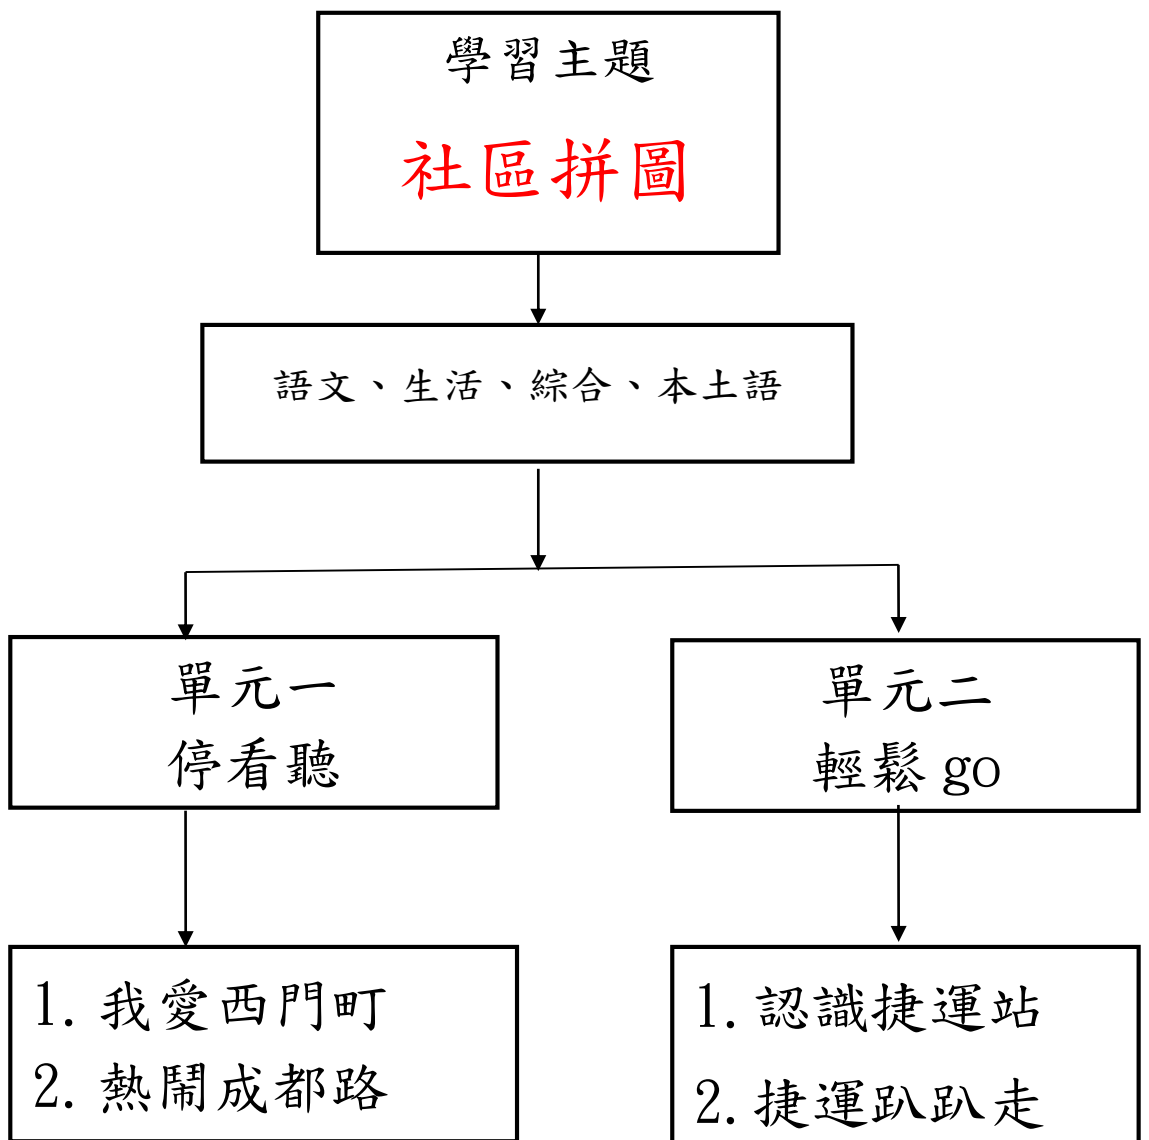 學習主題
社區拼圖
語文、生活、綜合、本土語
單元一
停看聽
單元二
輕鬆 go
1. 我愛西門町
2. 熱鬧成都路
1. 認識捷運站
2. 捷運趴趴走